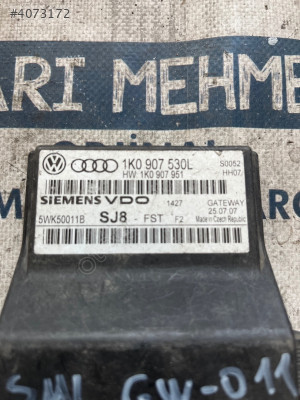 #4073172
ARI MEHME
1K0 907 530L
S0052
HW: 1K0 907 951
HH07
SIEMENS VDO
1427
GATEWAY
25.07.07
5WK50011B
SJ8 - FST
F2
Made in Czech Republic
GW-011